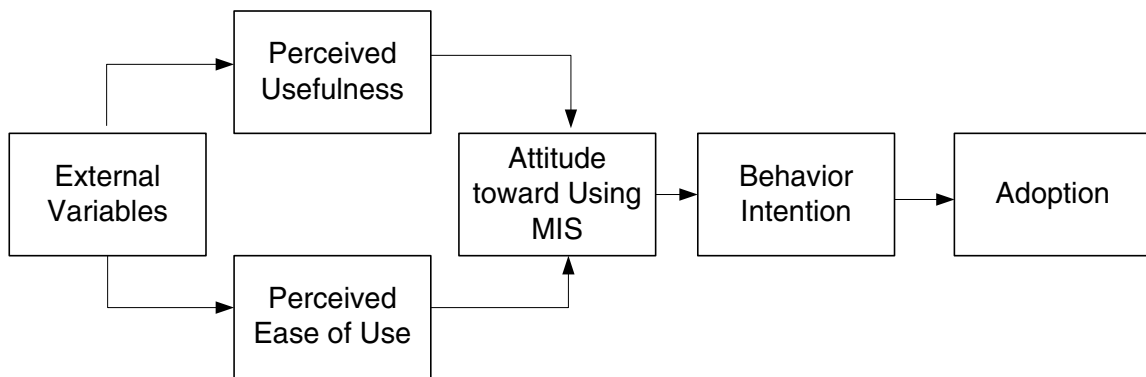 Perceived
Usefulness
External
Variables
Attitude
toward Using
MIS
Behavior
Intention
Adoption
Perceived
Ease of Use